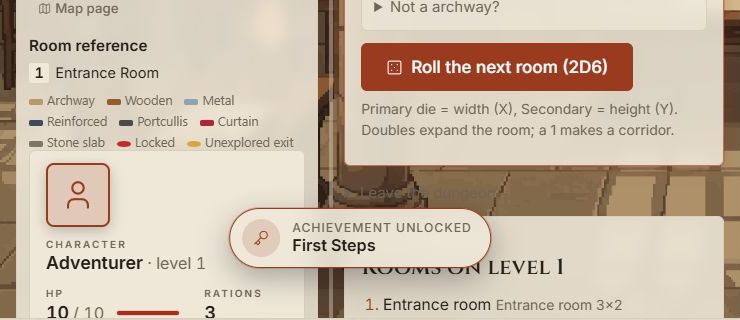 Map page
Room reference
1 Entrance Room
Archway Wooden Metal
Reinforced Portcullis Curtain
Stone slab Locked Unexplored exit
CHARACTER
Adventurer · level 1
HP RATIONS
10 / 10 3
Not a archway?
Roll the next room (2D6)
Primary die = width (X), Secondary = height (Y).
Doubles expand the room; a 1 makes a corridor.
Leave the dungeon
ACHIEVEMENT UNLOCKED
First Steps
ROOMS ON LEVEL 1
1. Entrance room Entrance room 3×2